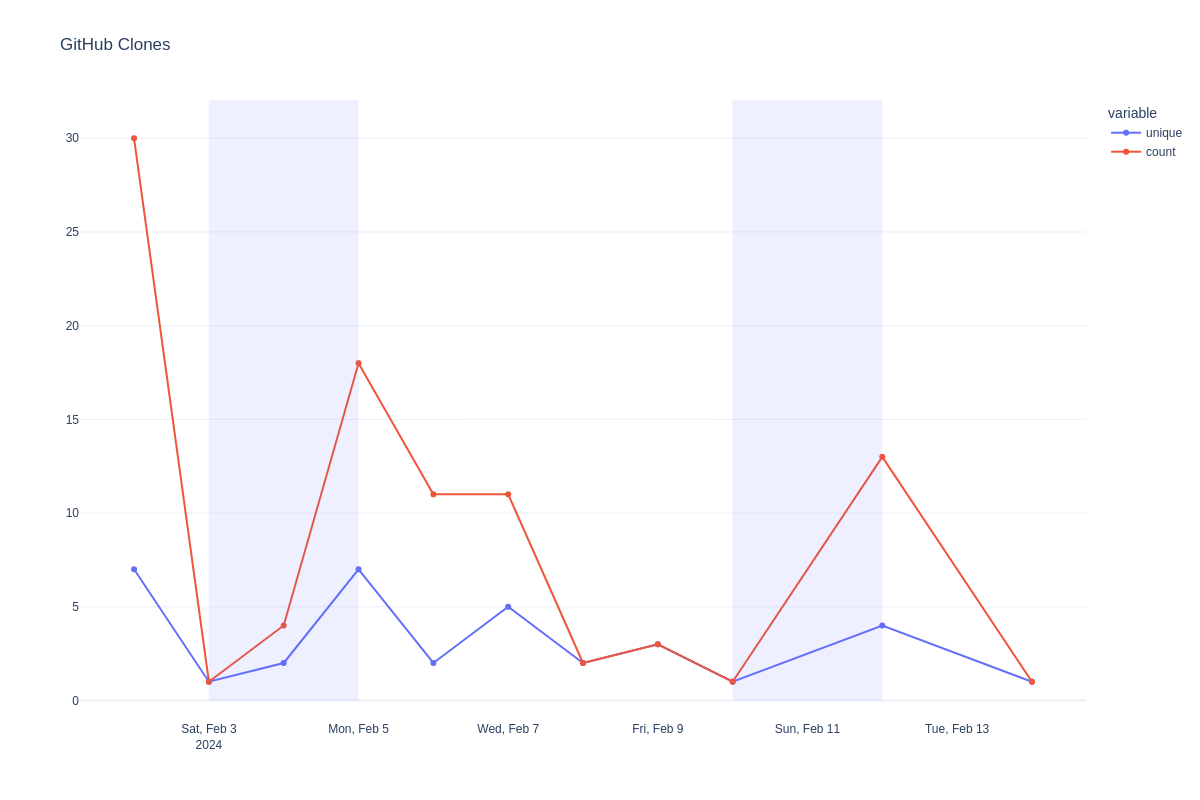 GitHub Clones
variable
unique
count
30
25
20
15
10
5
0
Sat, Feb 3
2024
Mon, Feb 5
Wed, Feb 7
Fri, Feb 9
Sun, Feb 11
Tue, Feb 13